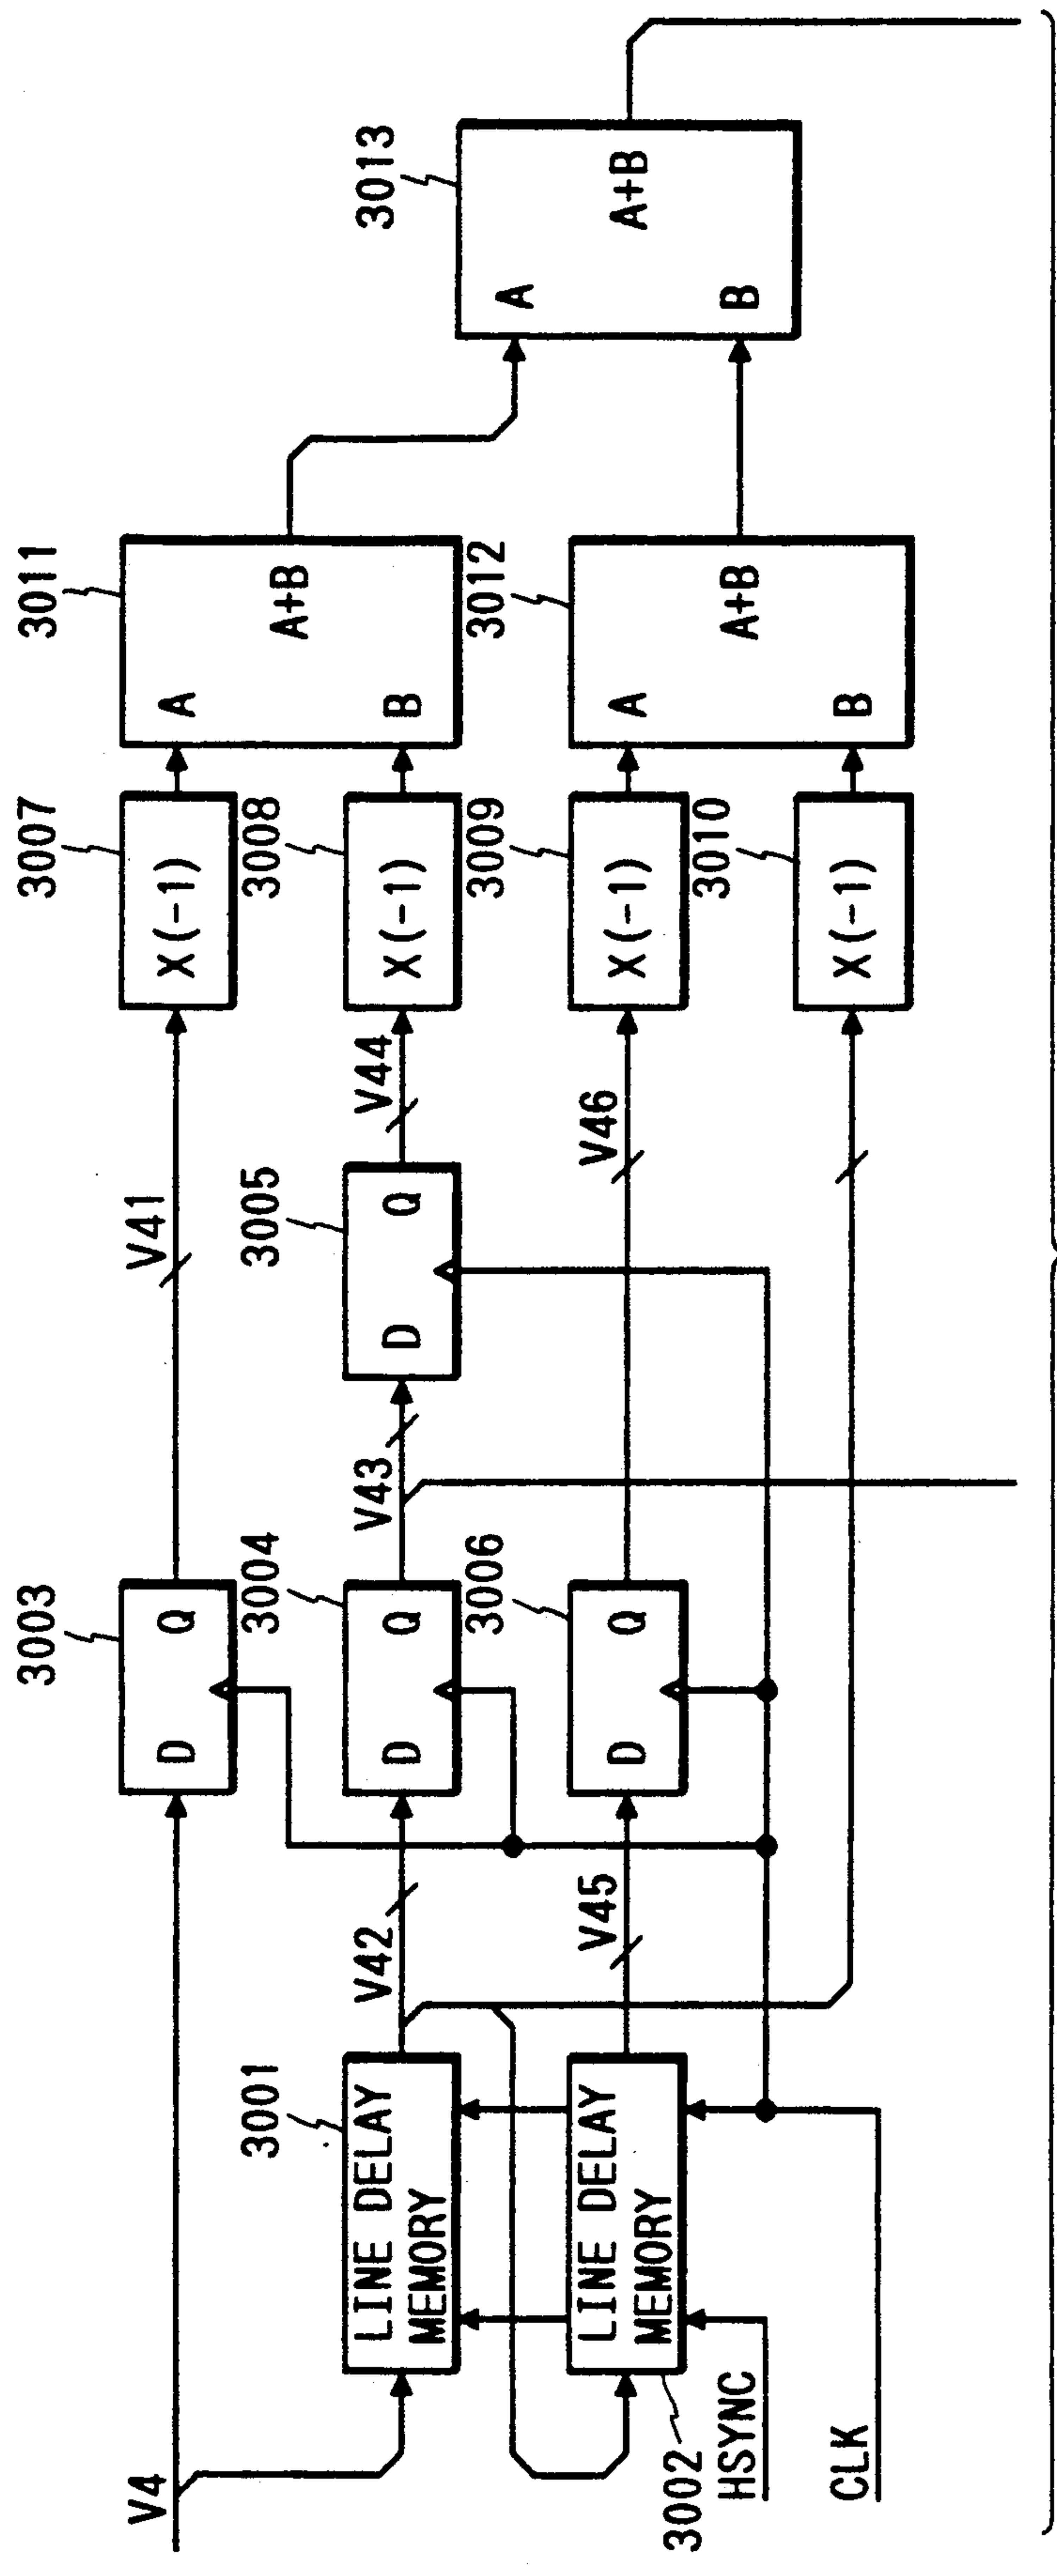 V4
3001
LINE DELAY
MEMORY
3002
LINE DELAY
MEMORY
HSYNC
CLK
V42
V45
3003
D
Q
3004
D
Q
3006
D
Q
V41
V43
3005
D
Q
V44
V46
3007
X(-1)
3008
X(-1)
3009
X(-1)
3010
X(-1)
3011
A
B
A+B
3012
A
B
A+B
3013
A
B
A+B